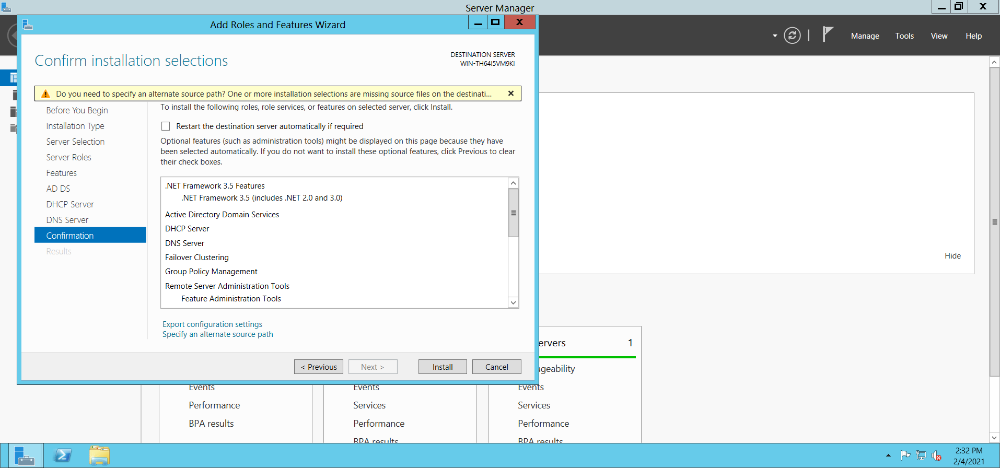 Server Manager
Add Roles and Features Wizard
Manage
Tools
View
Help
Confirm installation selections
DESTINATION SERVER
WIN-TH64I5VM9KI
Do you need to specify an alternate source path? One or more installation selections are missing source files on the destinati...
Before You Begin
Installation Type
Server Selection
Server Roles
Features
AD DS
DHCP Server
DNS Server
Confirmation
Results
To install the following roles, role services, or features on selected server, click Install.
Restart the destination server automatically if required
Optional features (such as administration tools) might be displayed on this page because they have
been selected automatically. If you do not want to install these optional features, click Previous to clear
their check boxes.
.NET Framework 3.5 Features
.NET Framework 3.5 (includes .NET 2.0 and 3.0)
Active Directory Domain Services
DHCP Server
DNS Server
Failover Clustering
Group Policy Management
Remote Server Administration Tools
Feature Administration Tools
Export configuration settings
Specify an alternate source path
< Previous
Next >
Install
Cancel
Hide
ervers 1
geability
Events
Performance
BPA results
Events
Services
Performance
BPA results
Events
Services
Performance
BPA results
2:32 PM
2/4/2021